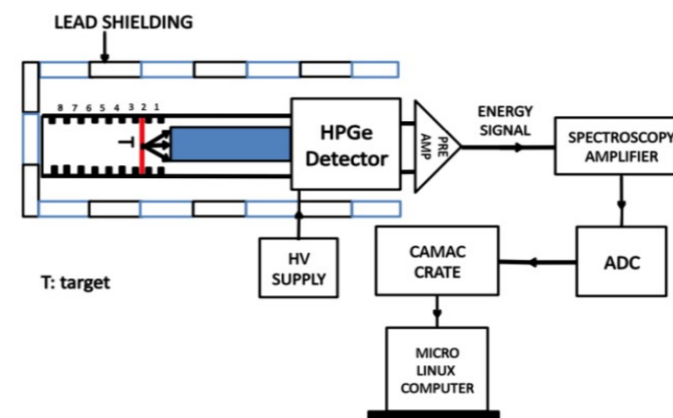 LEAD SHIELDING
8 7 6 5 4 3 2 1
T
HPGe
Detector
PRE
AMP
ENERGY
SIGNAL
SPECTROSCOPY
AMPLIFIER
HV
SUPPLY
CAMAC
CRATE
ADC
T: target
MICRO
LINUX
COMPUTER